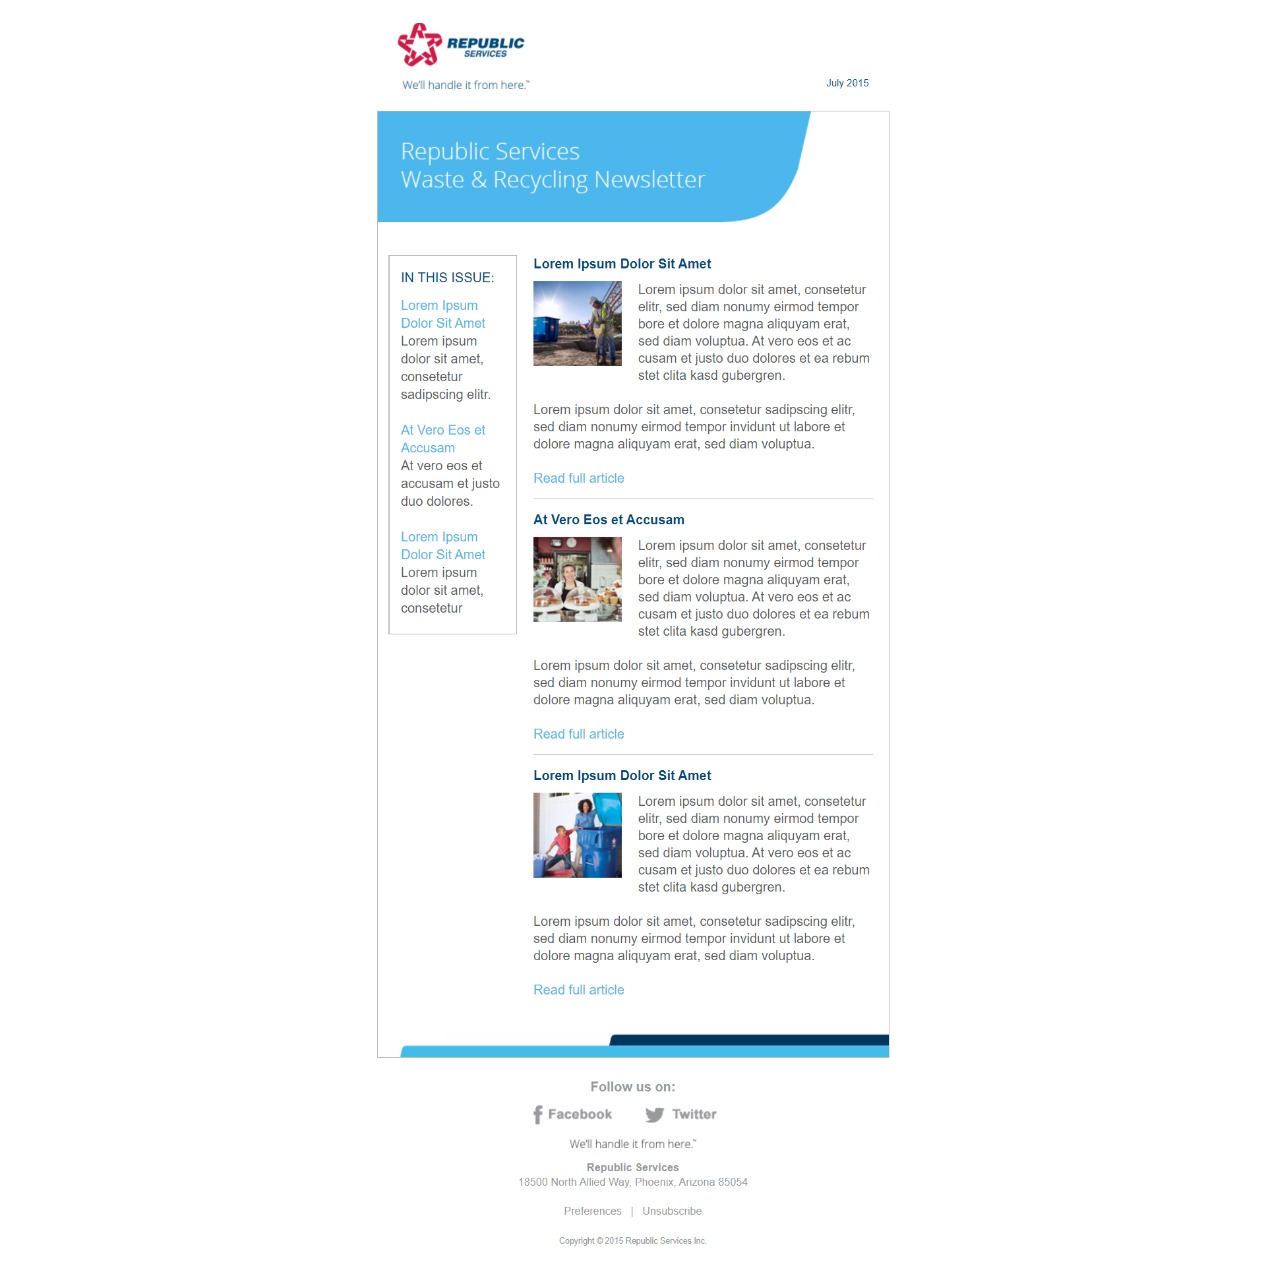 REPUBLIC
SERVICES
We'll handle it from here.™
July 2015
Republic Services
Waste & Recycling Newsletter
IN THIS ISSUE:
Lorem Ipsum
Dolor Sit Amet
Lorem ipsum
dolor sit amet,
consetetur
sadipscing elitr.
At Vero Eos et
Accusam
At vero eos et
accusam et justo
duo dolores.
Lorem Ipsum
Dolor Sit Amet
Lorem ipsum
dolor sit amet,
consetetur
Lorem Ipsum Dolor Sit Amet
Lorem ipsum dolor sit amet, consetetur
elitr, sed diam nonumy eirmod tempor
bore et dolore magna aliquyam erat,
sed diam voluptua. At vero eos et ac
cusam et justo duo dolores et ea rebum
stet clita kasd gubergren.
Lorem ipsum dolor sit amet, consetetur sadipscing elitr,
sed diam nonumy eirmod tempor invidunt ut labore et
dolore magna aliquyam erat, sed diam voluptua.
Read full article
At Vero Eos et Accusam
Lorem ipsum dolor sit amet, consetetur
elitr, sed diam nonumy eirmod tempor
bore et dolore magna aliquyam erat,
sed diam voluptua. At vero eos et ac
cusam et justo duo dolores et ea rebum
stet clita kasd gubergren.
Lorem ipsum dolor sit amet, consetetur sadipscing elitr,
sed diam nonumy eirmod tempor invidunt ut labore et
dolore magna aliquyam erat, sed diam voluptua.
Read full article
Lorem Ipsum Dolor Sit Amet
Lorem ipsum dolor sit amet, consetetur
elitr, sed diam nonumy eirmod tempor
bore et dolore magna aliquyam erat,
sed diam voluptua. At vero eos et ac
cusam et justo duo dolores et ea rebum
stet clita kasd gubergren.
Lorem ipsum dolor sit amet, consetetur sadipscing elitr,
sed diam nonumy eirmod tempor invidunt ut labore et
dolore magna aliquyam erat, sed diam voluptua.
Read full article
Follow us on:
Facebook Twitter
We'll handle it from here.™
Republic Services
18500 North Allied Way, Phoenix, Arizona 85054
Preferences | Unsubscribe
Copyright © 2015 Republic Services Inc.